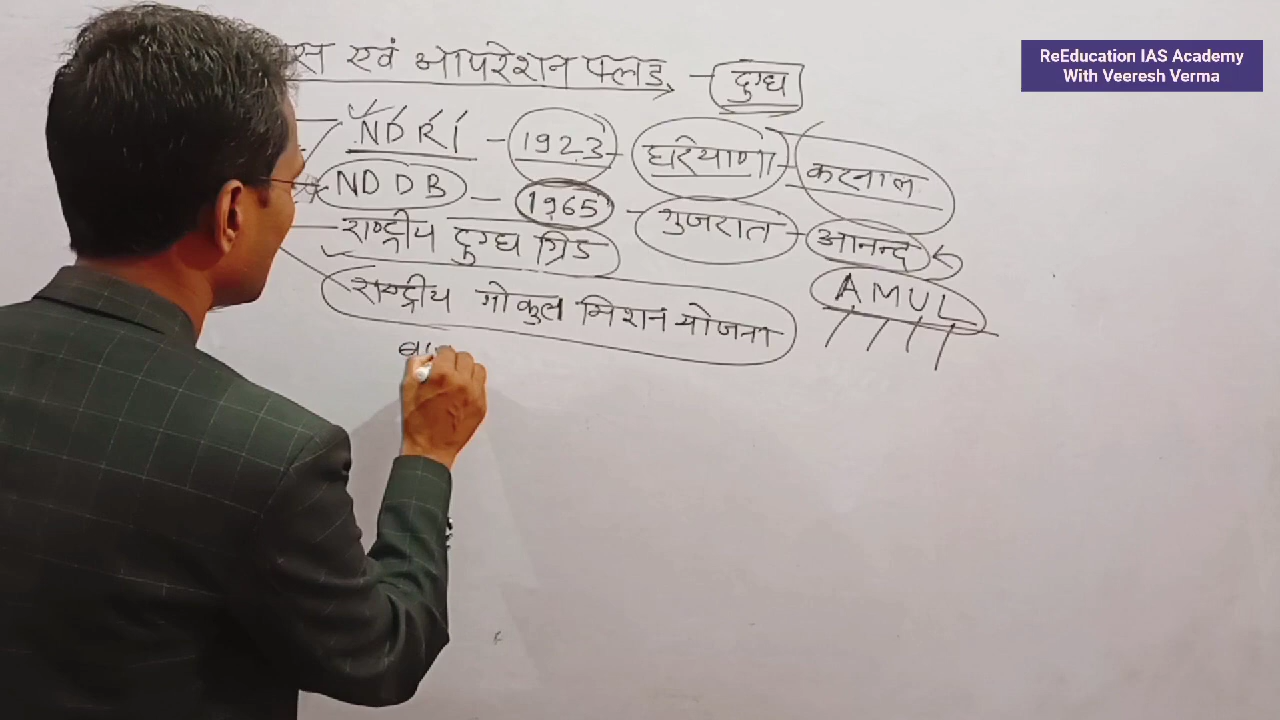 ReEducation IAS Academy
With Veeresh Verma
एवं ऑपरेशन फ्लड - दुग्ध
NDRI - 1923 - हरियाणा - करनाल
NDDB - 1965 - गुजरात - आनन्द
राष्ट्रीय दुग्ध ग्रिड
AMUL
राष्ट्रीय गोकुल मिशन योजना